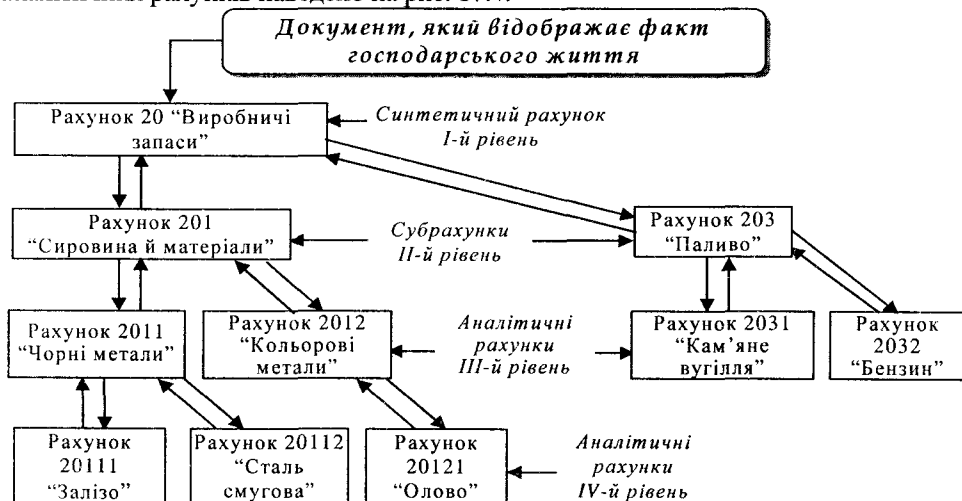 Документ, який відображає факт
господарського життя
Рахунок 20 “Виробничі
запаси”
Синтетичний рахунок
І-й рівень
Рахунок 201
“Сировина й матеріали”
Субрахунки
ІІ-й рівень
Рахунок 203
“Паливо”
Рахунок 2011
“Чорні метали”
Рахунок 2012
“Кольорові
метали”
Аналітичні
рахунки
ІІІ-й рівень
Рахунок 2031
“Кам’яне
вугілля”
Рахунок
2032
“Бензин”
Рахунок
20111
“Залізо”
Рахунок 20112
“Сталь
смугова”
Рахунок
20121
“Олово”
Аналітичні
рахунки
ІV-й рівень